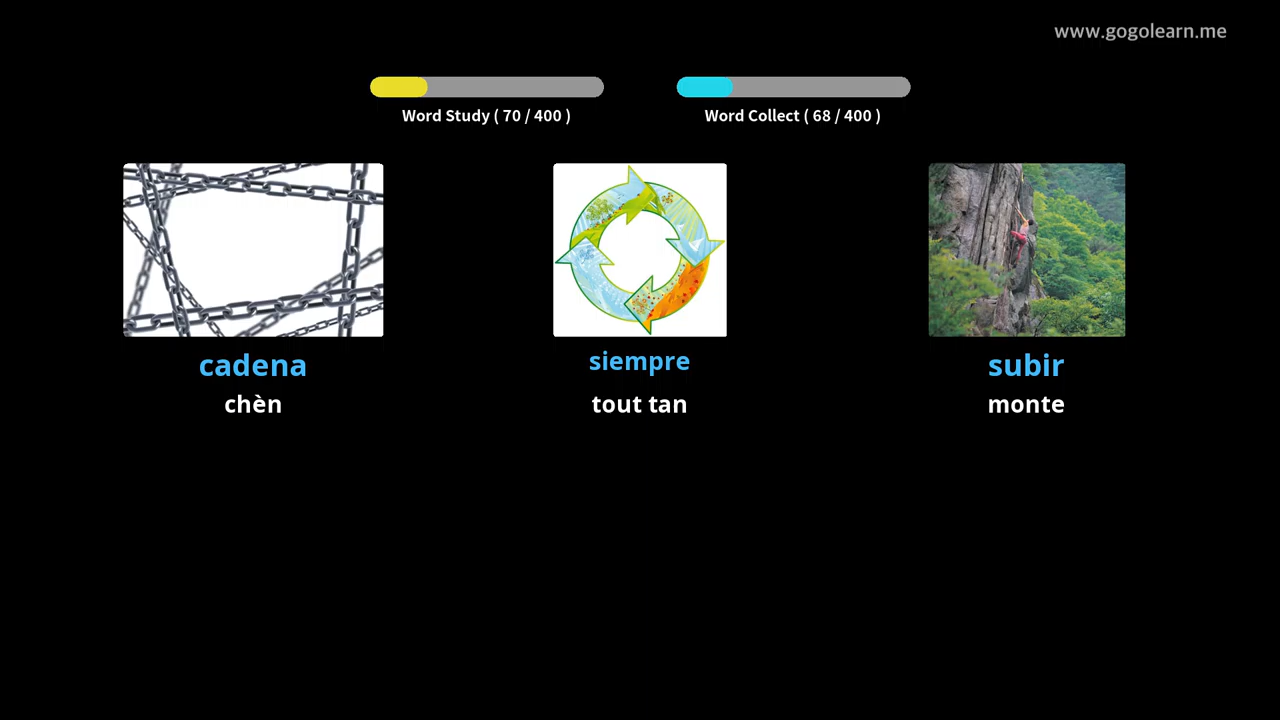 www.gogolearn.me
Word Study ( 70 / 400 )
Word Collect ( 68 / 400 )
cadena
chèn
siempre
tout tan
subir
monte